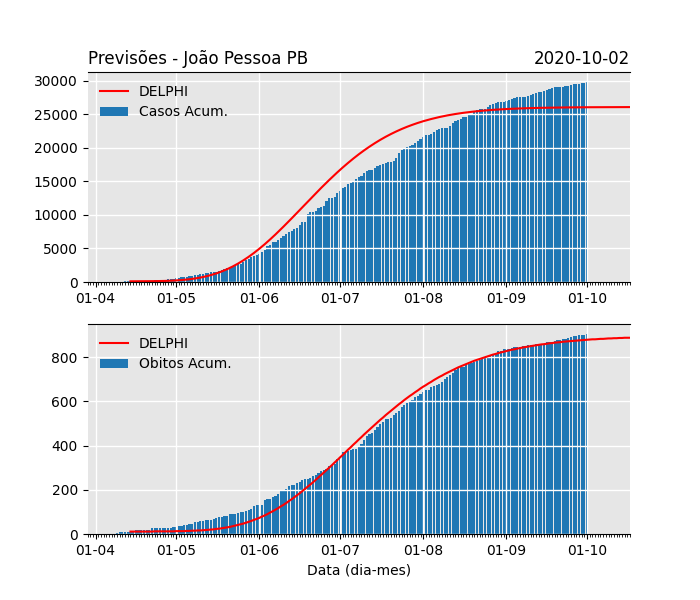 Previsões - João Pessoa PB 2020-10-02
30000
25000
20000
15000
10000
5000
0
DELPHI
Casos Acum.
01-04 01-05 01-06 01-07 01-08 01-09 01-10
800
600
400
200
0
DELPHI
Obitos Acum.
01-04 01-05 01-06 01-07 01-08 01-09 01-10
Data (dia-mes)